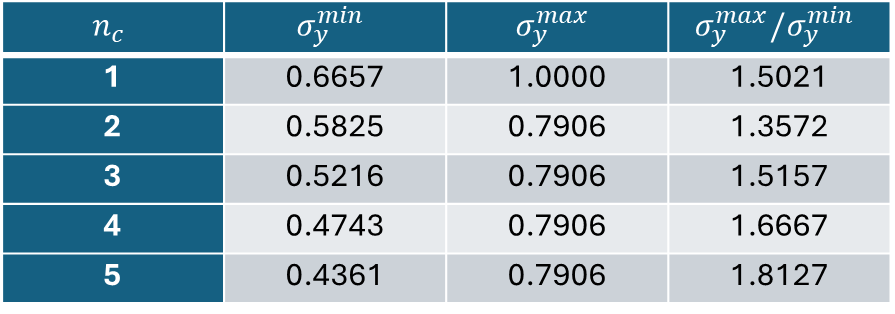 n_c σ_y^min σ_y^max σ_y^max/σ_y^min
1 0.6657 1.0000 1.5021
2 0.5825 0.7906 1.3572
3 0.5216 0.7906 1.5157
4 0.4743 0.7906 1.6667
5 0.4361 0.7906 1.8127